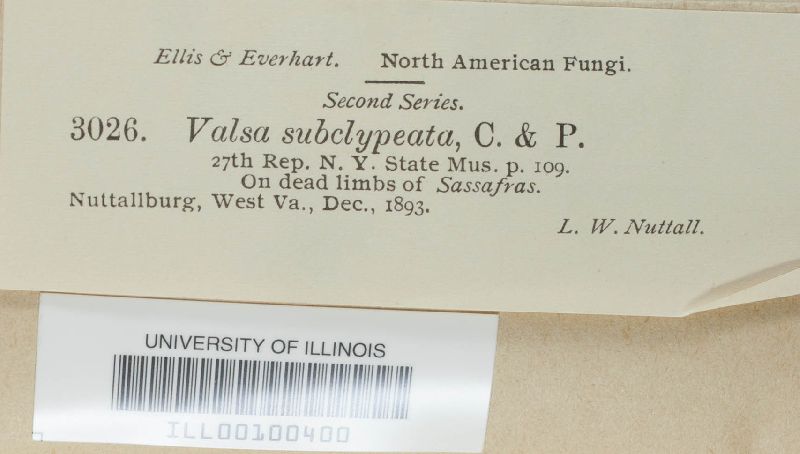 Ellis & Everhart. North American Fungi.
Second Series.
3026. Valsa subclypeata, C. & P.
27th Rep. N. Y. State Mus. p. 109.
On dead limbs of Sassafras.
Nuttallburg, West Va., Dec., 1893.
L. W. Nuttall.
UNIVERSITY OF ILLINOIS
ILL00100400